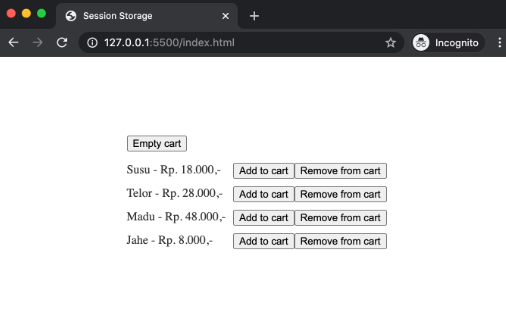 Session Storage
127.0.0.1:5500/index.html
Incognito
Empty cart
Susu - Rp. 18.000,- Add to cart Remove from cart
Telor - Rp. 28.000,- Add to cart Remove from cart
Madu - Rp. 48.000,- Add to cart Remove from cart
Jahe - Rp. 8.000,- Add to cart Remove from cart